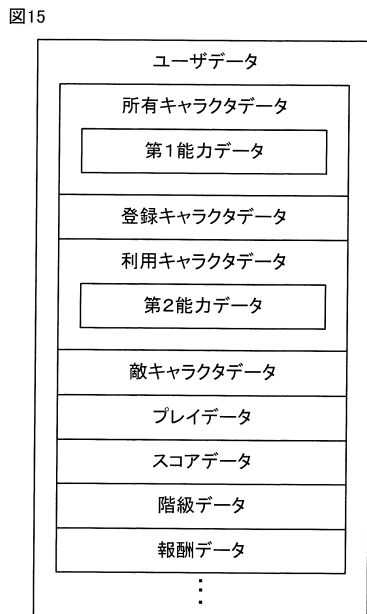 図15
ユーザデータ
所有キャラクタデータ
第1能力データ
登録キャラクタデータ
利用キャラクタデータ
第2能力データ
敵キャラクタデータ
プレイデータ
スコアデータ
階級データ
報酬データ
⋮